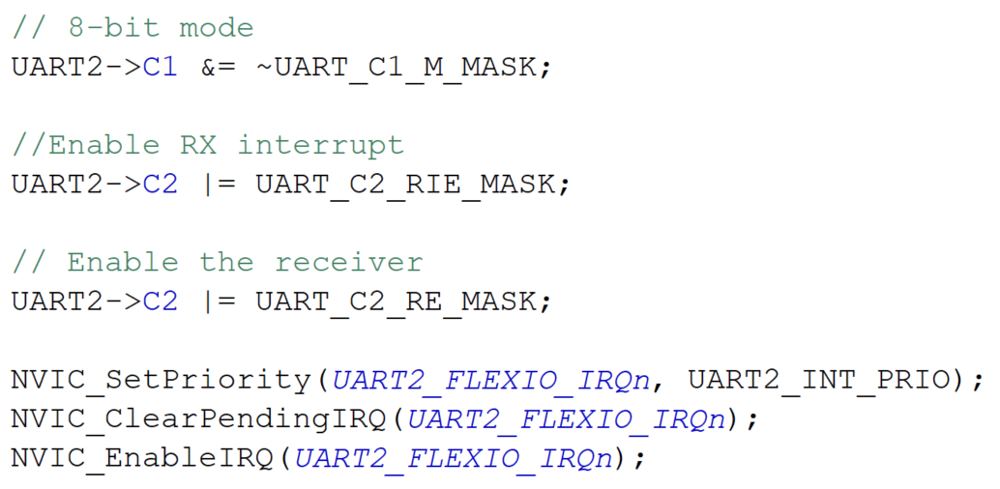 // 8-bit mode
UART2->C1 &= ~UART_C1_M_MASK;
//Enable RX interrupt
UART2->C2 |= UART_C2_RIE_MASK;
// Enable the receiver
UART2->C2 |= UART_C2_RE_MASK;
NVIC_SetPriority(UART2_FLEXIO_IRQn, UART2_INT_PRIO);
NVIC_ClearPendingIRQ(UART2_FLEXIO_IRQn);
NVIC_EnableIRQ(UART2_FLEXIO_IRQn);